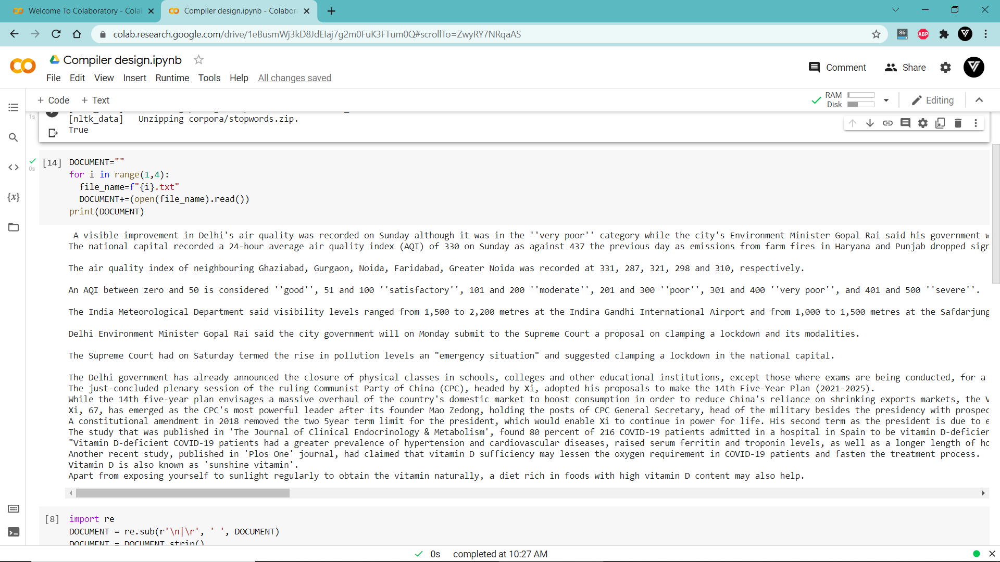 Welcome To Colaboratory - Cola
Compiler design.ipynb - Colabor
colab.research.google.com/drive/1eBusmWj3kD8JdEIaj7g2m0FuK3FTum0Q#scrollTo=ZwyRY7NRqaAS
86
ABP
Compiler design.ipynb
Comment
Share
File Edit View Insert Runtime Tools Help All changes saved
+ Code + Text
RAM
Disk
Editing
1s
[nltk_data]   Unzipping corpora/stopwords.zip.
True
0s
[14] DOCUMENT=""
for i in range(1,4):
  file_name=f"{i}.txt"
  DOCUMENT+=(open(file_name).read())
print(DOCUMENT)
{x}
A visible improvement in Delhi's air quality was recorded on Sunday although it was in the ''very poor'' category while the city's Environment Minister Gopal Rai said his government w
The national capital recorded a 24-hour average air quality index (AQI) of 330 on Sunday as against 437 the previous day as emissions from farm fires in Haryana and Punjab dropped sign
The air quality index of neighbouring Ghaziabad, Gurgaon, Noida, Faridabad, Greater Noida was recorded at 331, 287, 321, 298 and 310, respectively.
An AQI between zero and 50 is considered ''good'', 51 and 100 ''satisfactory'', 101 and 200 ''moderate'', 201 and 300 ''poor'', 301 and 400 ''very poor'', and 401 and 500 ''severe''.
The India Meteorological Department said visibility levels ranged from 1,500 to 2,200 metres at the Indira Gandhi International Airport and from 1,000 to 1,500 metres at the Safdarjung
Delhi Environment Minister Gopal Rai said the city government will on Monday submit to the Supreme Court a proposal on clamping a lockdown and its modalities.
The Supreme Court had on Saturday termed the rise in pollution levels an "emergency situation" and suggested clamping a lockdown in the national capital.
The Delhi government has already announced the closure of physical classes in schools, colleges and other educational institutions, except those where exams are being conducted, for a
The just-concluded plenary session of the ruling Communist Party of China (CPC), headed by Xi, adopted his proposals to make the 14th Five-Year Plan (2021-2025).
While the 14th five-year plan envisages a massive overhaul of the country's domestic market to boost consumption in order to reduce China's reliance on shrinking exports markets, the V
Xi, 67, has emerged as the CPC's most powerful leader after its founder Mao Zedong, holding the posts of CPC General Secretary, head of the military besides the presidency with prospec
A constitutional amendment in 2018 removed the two 5year term limit for the president, which would enable Xi to continue in power for life. His second term as the president is due to e
The study that was published in 'The Journal of Clinical Endocrinology & Metabolism', found 80 percent of 216 COVID-19 patients admitted in a hospital in Spain to be vitamin D-deficien
"Vitamin D-deficient COVID-19 patients had a greater prevalence of hypertension and cardiovascular diseases, raised serum ferritin and troponin levels, as well as a longer length of ho
Another recent study, published in 'Plos One' journal, had claimed that vitamin D sufficiency may lessen the oxygen requirement in COVID-19 patients and fasten the treatment process.
Vitamin D is also known as 'sunshine vitamin'.
Apart from exposing yourself to sunlight regularly to obtain the vitamin naturally, a diet rich in foods with high vitamin D content may also help.
[8] import re
DOCUMENT = re.sub(r'\n|\r', ' ', DOCUMENT)
DOCUMENT = DOCUMENT.strip()
0s completed at 10:27 AM